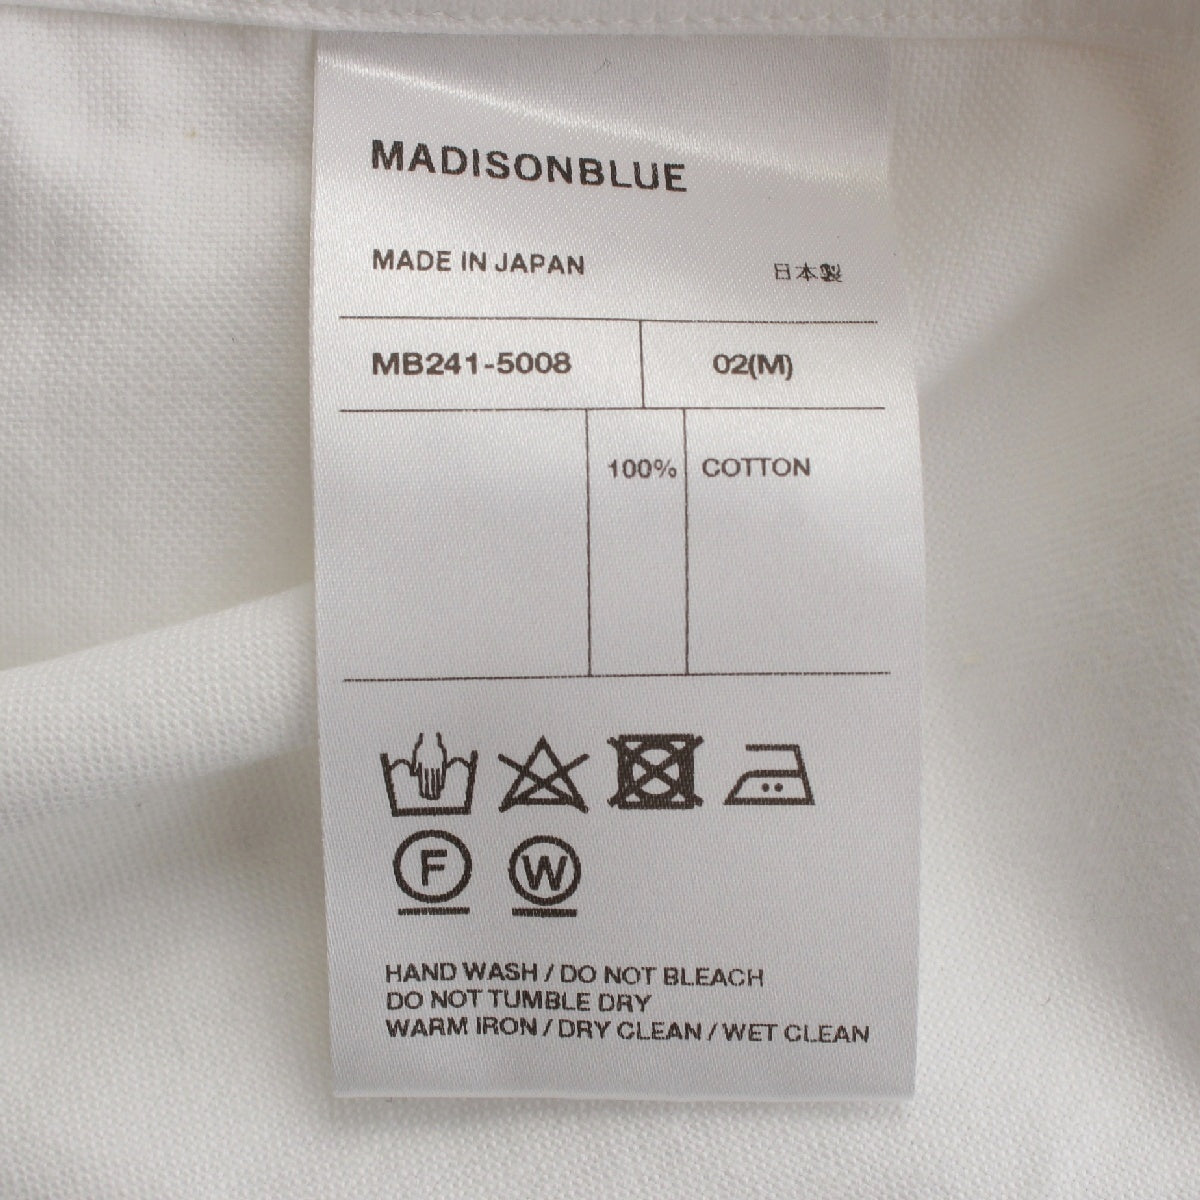 MADISONBLUE
MADE IN JAPAN 日本製
MB241-5008 02(M)
100% COTTON
F W
HAND WASH / DO NOT BLEACH
DO NOT TUMBLE DRY
WARM IRON / DRY CLEAN / WET CLEAN